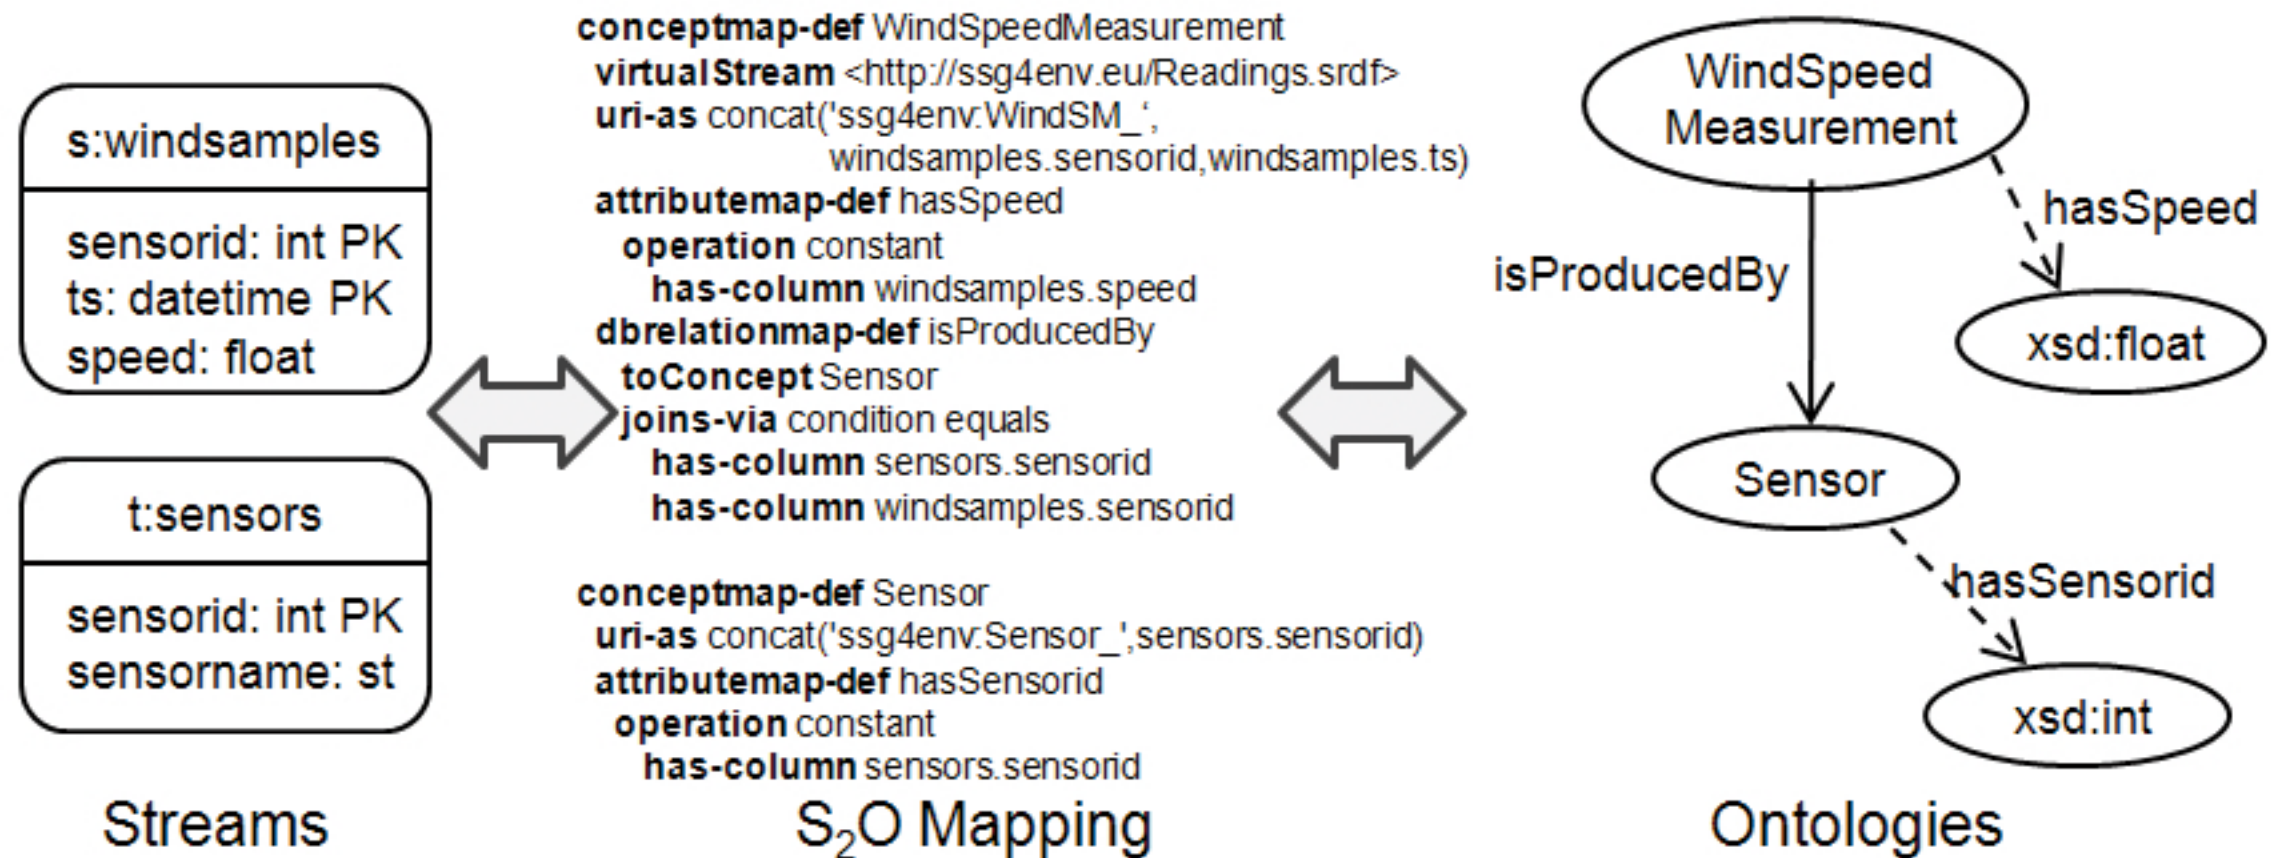 s:windsamples
sensorid: int PK
ts: datetime PK
speed: float
t:sensors
sensorid: int PK
sensorname: st
Streams
conceptmap-def WindSpeedMeasurement
virtualStream <http://ssg4env.eu/Readings.srdf>
uri-as concat('ssg4env:WindSM_‘,
windsamples.sensorid,windsamples.ts)
attributemap-def hasSpeed
operation constant
has-column windsamples.speed
dbrelationmap-def isProducedBy
toConcept Sensor
joins-via condition equals
has-column sensors.sensorid
has-column windsamples.sensorid
conceptmap-def Sensor
uri-as concat('ssg4env:Sensor_',sensors.sensorid)
attributemap-def hasSensorid
operation constant
has-column sensors.sensorid
S₂O Mapping
WindSpeed
Measurement
hasSpeed
isProducedBy
xsd:float
Sensor
hasSensorid
xsd:int
Ontologies